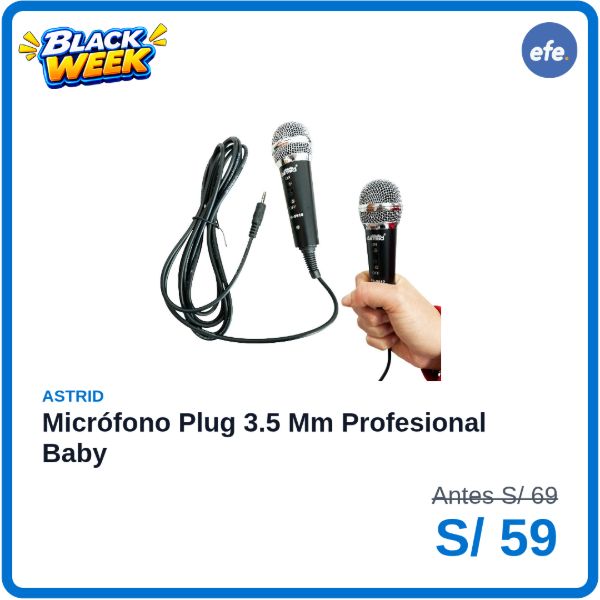 BLACK
WEEK
efe.
ASTRID
Micrófono Plug 3.5 Mm Profesional
Baby
Antes S/ 69
S/ 59